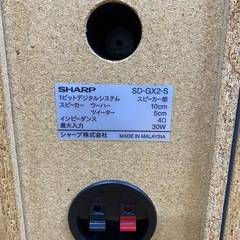 SHARP SD-GX2-S
1ビットデジタルシステム スピーカー部
スピーカー ウーハー 10cm
ツィーター 5cm
インピーダンス 4Ω
最大入力 30W
シャープ株式会社 MADE IN MALAYSIA